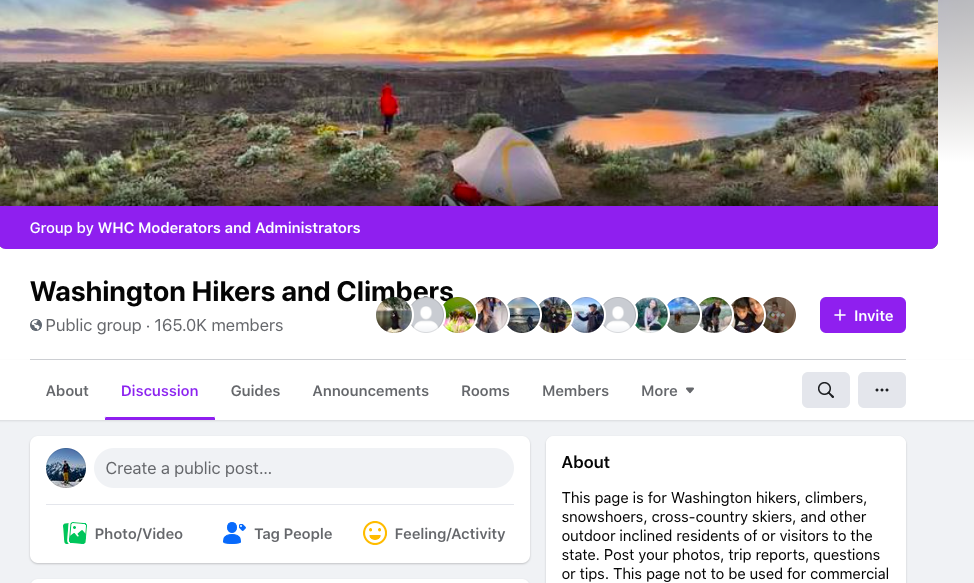 Group by WHC Moderators and Administrators
Washington Hikers and Climbers
Public group · 165.0K members
+ Invite
About
Discussion
Guides
Announcements
Rooms
Members
More
Create a public post...
Photo/Video
Tag People
Feeling/Activity
About
This page is for Washington hikers, climbers,
snowshoers, cross-country skiers, and other
outdoor inclined residents of or visitors to the
state. Post your photos, trip reports, questions
or tips. This page not to be used for commercial